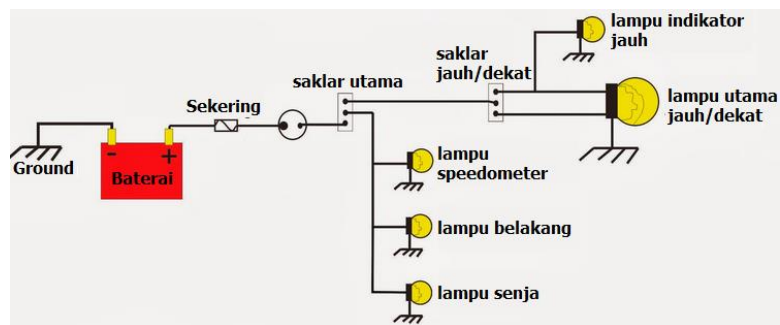 lampu indikator
jauh
saklar
jauh/dekat
saklar utama
Sekering
lampu utama
jauh/dekat
- +
Baterai
Ground
lampu
speedometer
lampu belakang
lampu senja